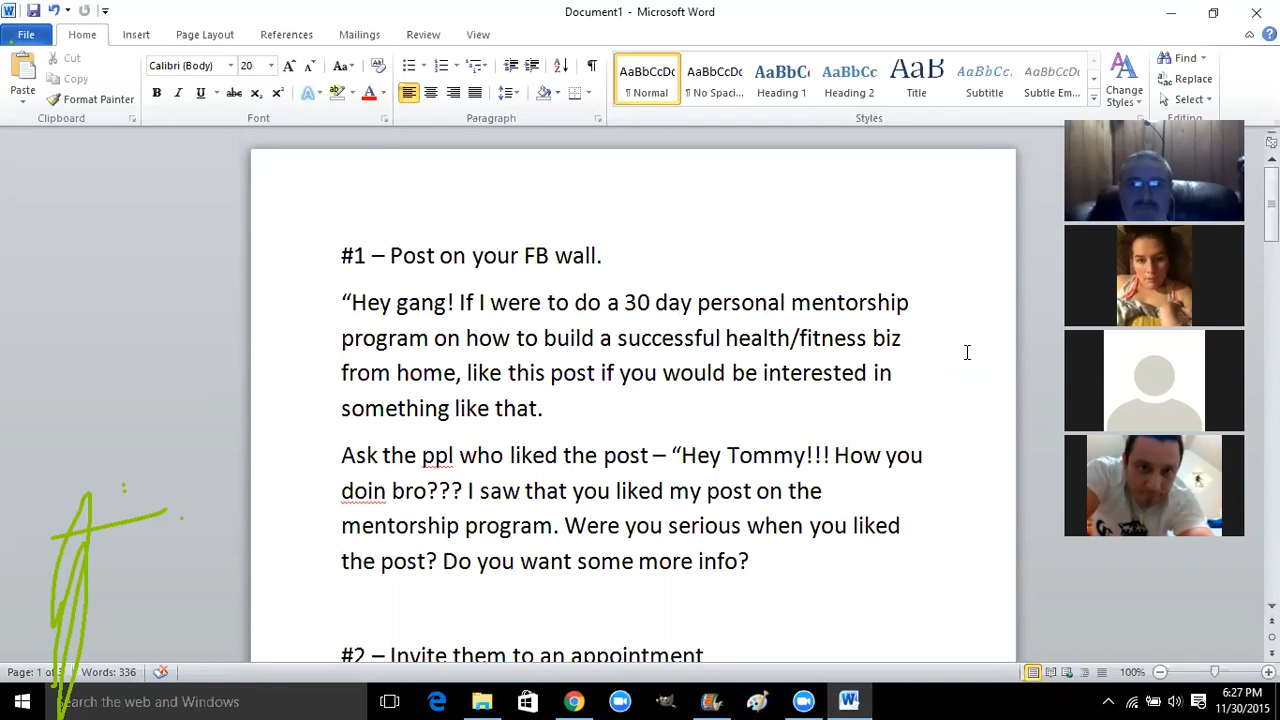 Document1 - Microsoft Word
File Home Insert Page Layout References Mailings Review View
Cut
Copy
Format Painter
Paste
Calibri (Body) 20
AaBbCcDc AaBbCcDc AaBbC AaBbCc AaB AaBbCcL AaBbCcDc
¶ Normal ¶ No Spaci... Heading 1 Heading 2 Title Subtitle Subtle Em...
Change Styles
Find
Replace
Select
Clipboard Font Paragraph Styles Editing
#1 – Post on your FB wall.
“Hey gang! If I were to do a 30 day personal mentorship
program on how to build a successful health/fitness biz
from home, like this post if you would be interested in
something like that.
Ask the ppl who liked the post – “Hey Tommy!!! How you
doin bro??? I saw that you liked my post on the
mentorship program. Were you serious when you liked
the post? Do you want some more info?
#2 – Invite them to an appointment
Page: 1 of Words: 336 100%
Search the web and Windows
6:27 PM
11/30/2015